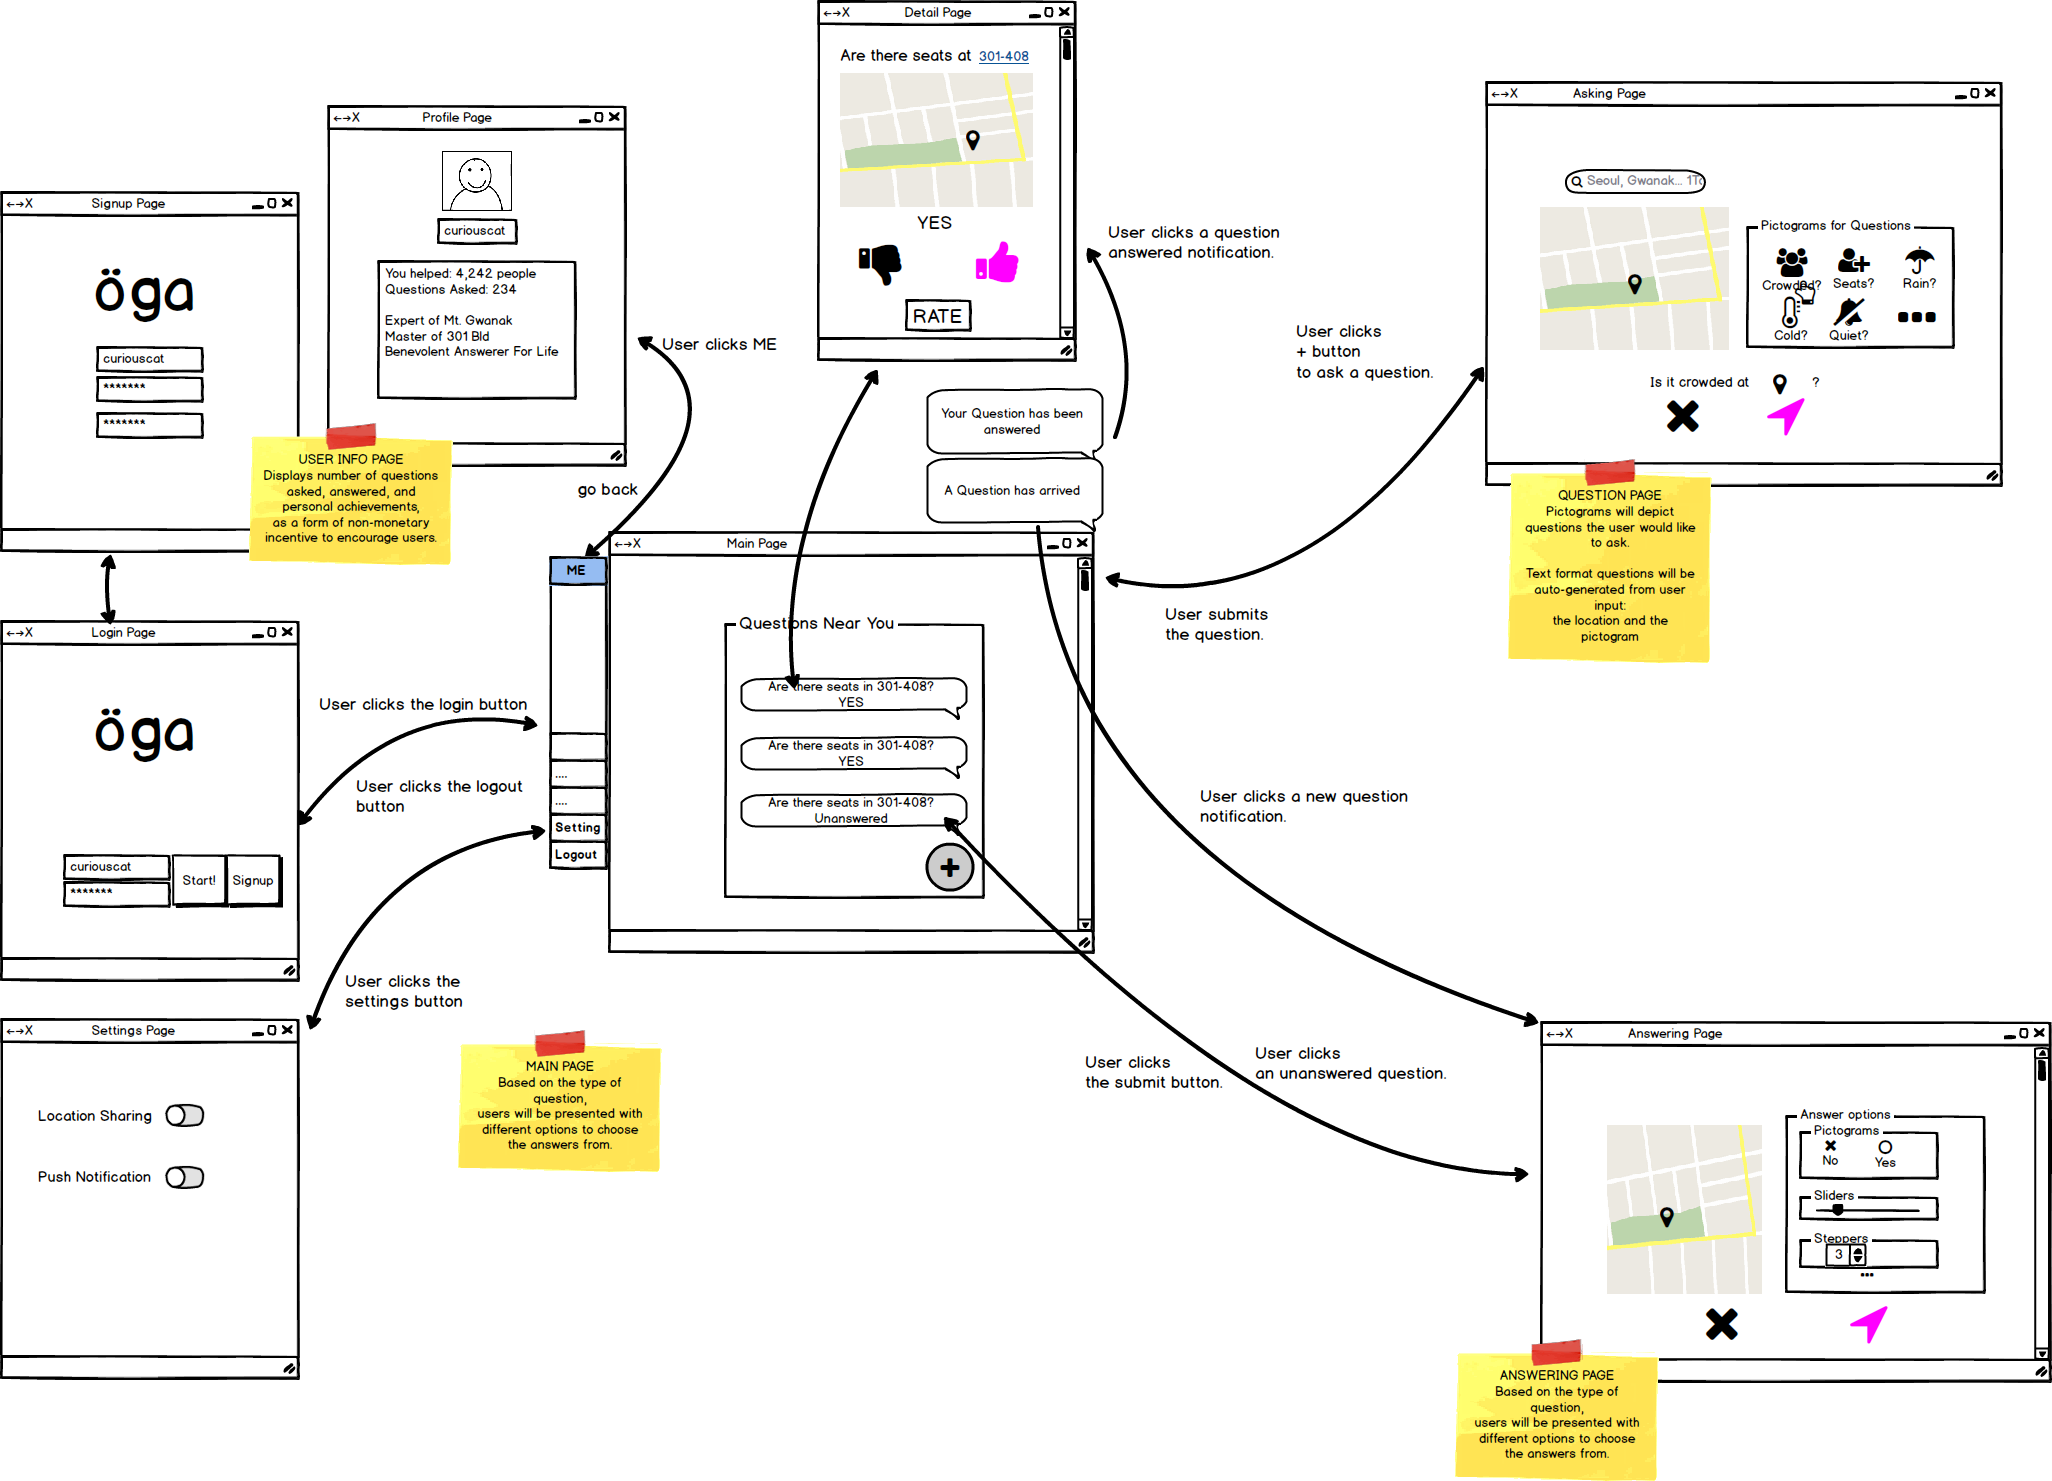 Signup Page
öga
curiouscat
*******
*******
Profile Page
curiouscat
You helped: 4,242 people
Questions Asked: 234
Expert of Mt. Gwanak
Master of 301 Bld
Benevolent Answerer For Life
USER INFO PAGE
Displays number of questions
asked, answered, and
personal achievements,
as a form of non-monetary
incentive to encourage users.
User clicks ME
go back
Detail Page
Are there seats at 301-408
YES
RATE
User clicks a question
answered notification.
Your Question has been
answered
A Question has arrived
User clicks
+ button
to ask a question.
User submits
the question.
Asking Page
Seoul, Gwanak... 1To
Pictograms for Questions
Crowded?
Seats?
Rain?
Cold?
Quiet?
Is it crowded at
?
QUESTION PAGE
Pictograms will depict
questions the user would like
to ask.
Text format questions will be
auto-generated from user
input:
the location and the
pictogram
Login Page
öga
curiouscat
*******
Start!
Signup
User clicks the login button
User clicks the logout
button
User clicks the
settings button
ME
....
....
Setting
Logout
Main Page
Questions Near You
Are there seats in 301-408?
YES
Are there seats in 301-408?
YES
Are there seats in 301-408?
Unanswered
+
User clicks a new question
notification.
User clicks
the submit button.
User clicks
an unanswered question.
Settings Page
Location Sharing
Push Notification
MAIN PAGE
Based on the type of
question,
users will be presented with
different options to choose
the answers from.
Answering Page
Answer options
Pictograms
No
Yes
Sliders
Steppers
3
...
ANSWERING PAGE
Based on the type of
question,
users will be presented with
different options to choose
the answers from.